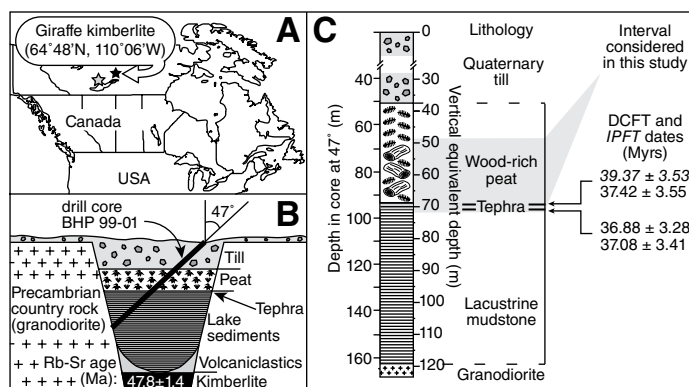 A
Giraffe kimberlite
(64˚48'N, 110˚06'W)
Canada
USA
B
drill core
BHP 99-01
47˚
Till
Peat
Tephra
Lake
sediments
Precambrian
country rock
(granodiorite)
Rb-Sr age
(Ma):
47.8±1.4
Volcaniclastics
Kimberlite
C
Depth in core at 47˚ (m)
40
60
80
100
120
140
160
Vertical equivalent depth (m)
0
30
40
50
60
70
80
90
100
110
120
Lithology
Quaternary
till
Wood-rich
peat
Tephra
Lacustrine
mudstone
Granodiorite
Interval
considered
in this study
DCFT and
IPFT dates
(Myrs)
39.37 ± 3.53
37.42 ± 3.55
36.88 ± 3.28
37.08 ± 3.41